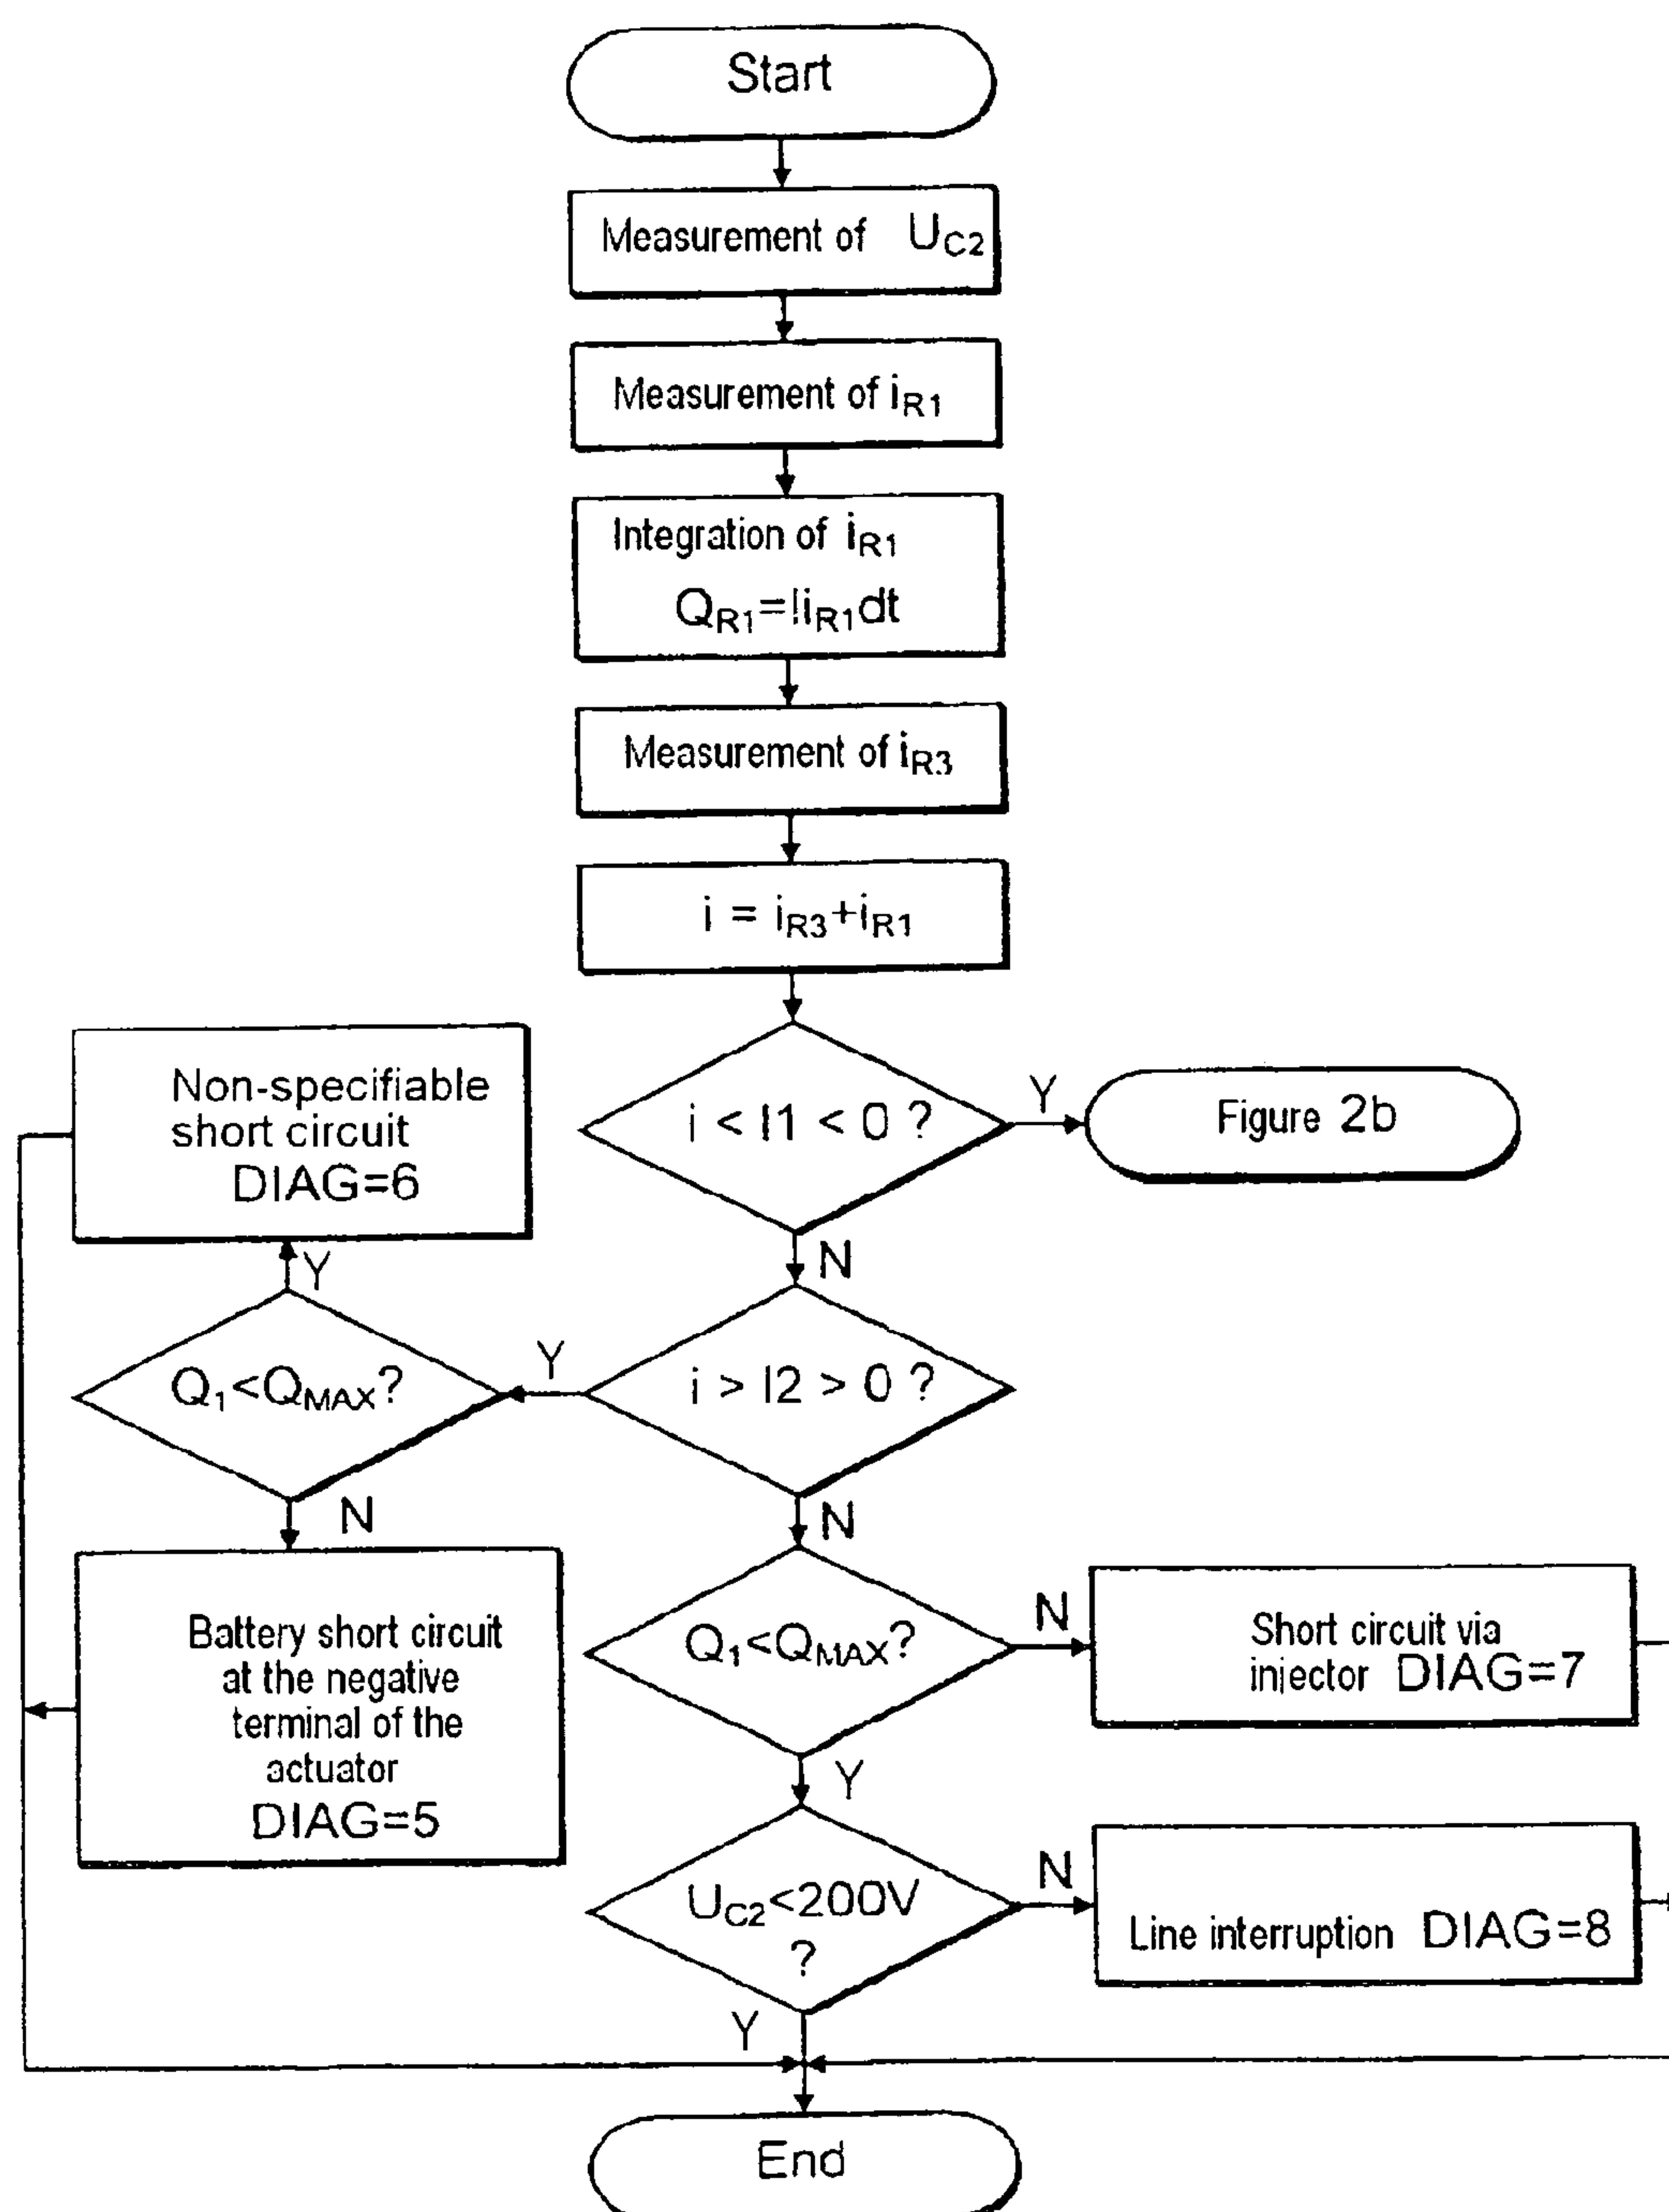 Start
Measurement of U_C2
Measurement of i_R1
Integration of i_R1
Q_R1=!i_R1dt
Measurement of i_R3
i = i_R3+i_R1
i < I1 < 0 ?
Y
Figure 2b
N
Non-specifiable
short circuit
DIAG=6
Y
Q_1<Q_MAX?
Y
i > I2 > 0 ?
N
N
Battery short circuit
at the negative
terminal of the
actuator
DIAG=5
Q_1<Q_MAX?
N
Short circuit via
injector DIAG=7
Y
U_C2<200V
?
N
Line interruption DIAG=8
Y
End